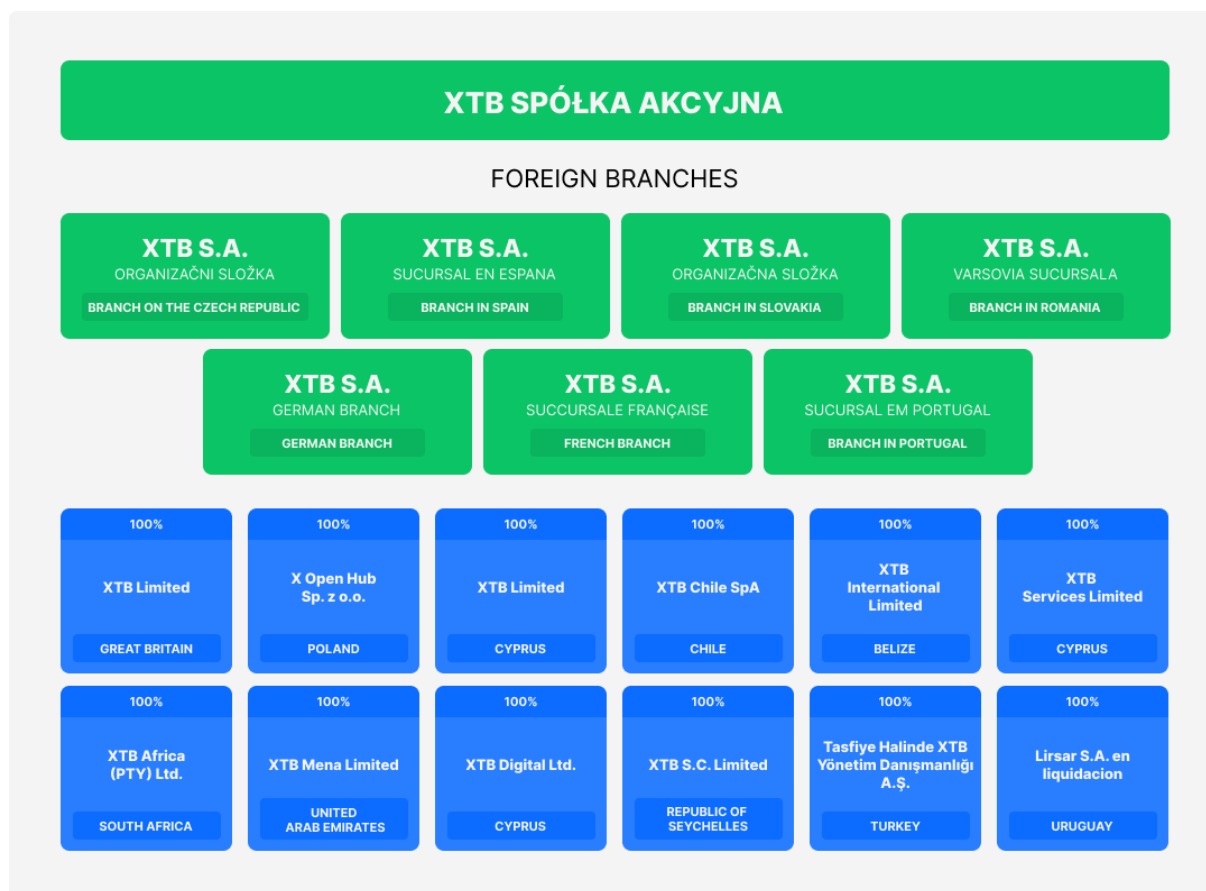 XTB SPÓŁKA AKCYJNA
FOREIGN BRANCHES
XTB S.A.
ORGANIZAČNI SLOŽKA
BRANCH ON THE CZECH REPUBLIC
XTB S.A.
SUCURSAL EN ESPANA
BRANCH IN SPAIN
XTB S.A.
ORGANIZAČNA SLOŽKA
BRANCH IN SLOVAKIA
XTB S.A.
VARSOVIA SUCURSALA
BRANCH IN ROMANIA
XTB S.A.
GERMAN BRANCH
GERMAN BRANCH
XTB S.A.
SUCCURSALE FRANÇAISE
FRENCH BRANCH
XTB S.A.
SUCURSAL EM PORTUGAL
BRANCH IN PORTUGAL
100%
XTB Limited
GREAT BRITAIN
100%
X Open Hub
Sp. z o.o.
POLAND
100%
XTB Limited
CYPRUS
100%
XTB Chile SpA
CHILE
100%
XTB
International
Limited
BELIZE
100%
XTB
Services Limited
CYPRUS
100%
XTB Africa
(PTY) Ltd.
SOUTH AFRICA
100%
XTB Mena Limited
UNITED
ARAB EMIRATES
100%
XTB Digital Ltd.
CYPRUS
100%
XTB S.C. Limited
REPUBLIC OF
SEYCHELLES
100%
Tasfiye Halinde XTB
Yönetim Danışmanlığı
A.Ş.
TURKEY
100%
Lirsar S.A. en
liquidacion
URUGUAY